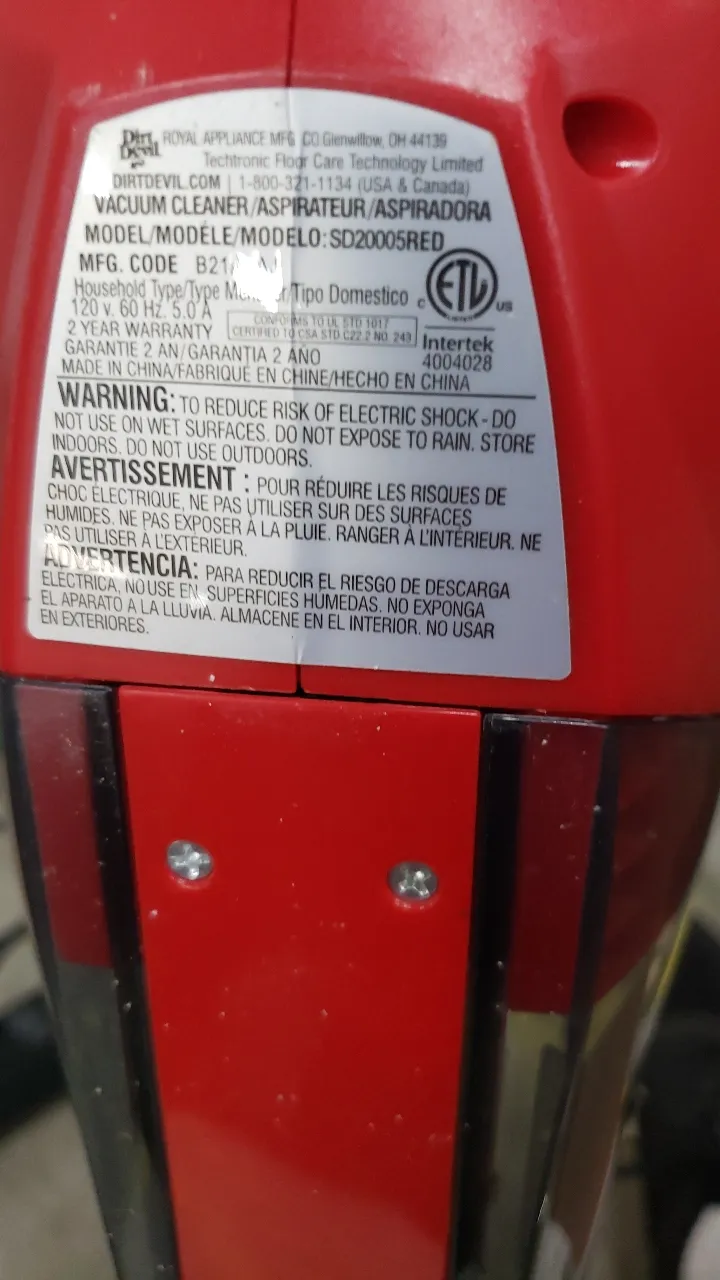 Dirt Devil
ROYAL APPLIANCE MFG. CO Glenwillow, OH 44139
Techtronic Floor Care Technology Limited
DIRTDEVIL.COM | 1-800-321-1134 (USA & Canada)
VACUUM CLEANER/ASPIRATEUR/ASPIRADORA
MODEL/MODÈLE/MODELO: SD20005RED
MFG. CODE
Household Type/Type /Tipo Domestico
120 v. 60 Hz. 5.0 A
2 YEAR WARRANTY
CONFORMS TO UL STD 1017
CERTIFIED TO CSA STD C22.2 NO. 243
GARANTIE 2 AN/GARANTIA 2 AÑO
MADE IN CHINA/FABRIQUÉ EN CHINE/HECHO EN CHINA
c ETL us
Intertek
4004028
WARNING: TO REDUCE RISK OF ELECTRIC SHOCK - DO
NOT USE ON WET SURFACES. DO NOT EXPOSE TO RAIN. STORE
INDOORS. DO NOT USE OUTDOORS.
AVERTISSEMENT : POUR RÉDUIRE LES RISQUES DE
CHOC ÉLECTRIQUE, NE PAS UTILISER SUR DES SURFACES
HUMIDES. NE PAS EXPOSER À LA PLUIE. RANGER À L'INTÉRIEUR. NE
PAS UTILISER À L'EXTÉRIEUR.
ADVERTENCIA: PARA REDUCIR EL RIESGO DE DESCARGA
ELÉCTRICA, NO USE EN SUPERFICIES HÚMEDAS. NO EXPONGA
EL APARATO A LA LLUVIA. ALMACENE EN EL INTERIOR. NO USAR
EN EXTERIORES.